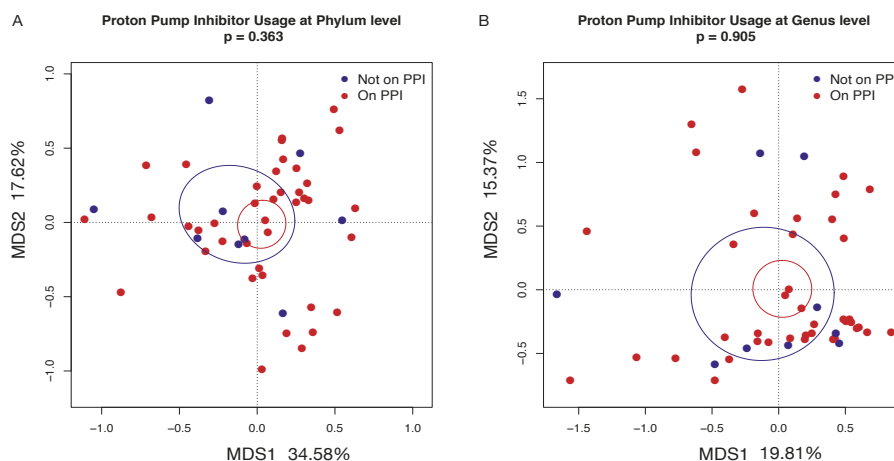 A
Proton Pump Inhibitor Usage at Phylum level
p = 0.363
Not on PPI
On PPI
MDS2 17.62%
1.0
0.5
0.0
−0.5
−1.0
−1.0
−0.5
0.0
0.5
1.0
MDS1 34.58%
B
Proton Pump Inhibitor Usage at Genus level
p = 0.905
Not on PP
On PPI
MDS2 15.37%
1.5
1.0
0.5
0.0
−0.5
−1.5
−1.0
−0.5
0.0
0.5
MDS1 19.81%